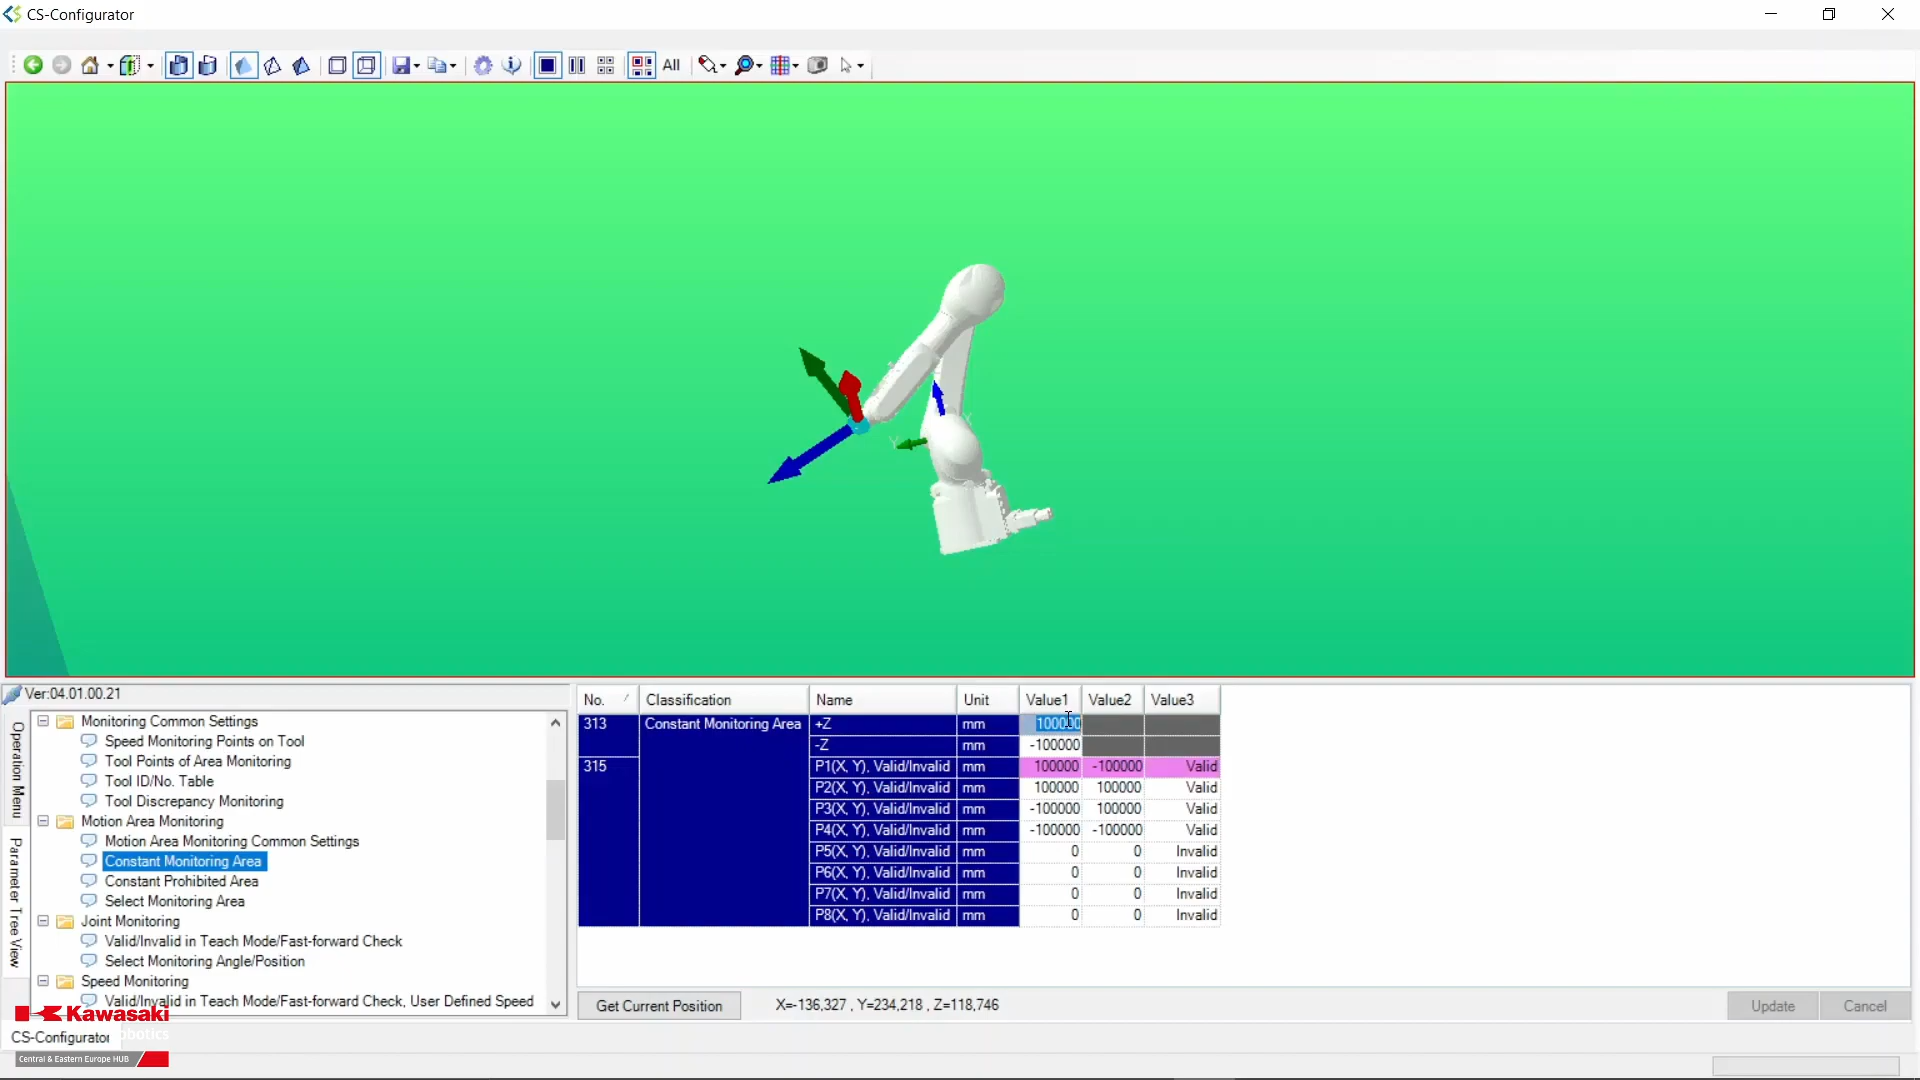 CS-Configurator
All
Y
Ver:04.01.00.21
Operation Menu
Parameter Tree View
Monitoring Common Settings
Speed Monitoring Points on Tool
Tool Points of Area Monitoring
Tool ID/No. Table
Tool Discrepancy Monitoring
Motion Area Monitoring
Motion Area Monitoring Common Settings
Constant Monitoring Area
Constant Prohibited Area
Select Monitoring Area
Joint Monitoring
Valid/Invalid in Teach Mode/Fast-forward Check
Select Monitoring Angle/Position
Speed Monitoring
Valid/Invalid in Teach Mode/Fast-forward Check, User Defined Speed
No. Classification Name Unit Value1 Value2 Value3
313 Constant Monitoring Area +Z mm 100000
-Z mm -100000
315 P1(X, Y), Valid/Invalid mm 100000 -100000 Valid
P2(X, Y), Valid/Invalid mm 100000 100000 Valid
P3(X, Y), Valid/Invalid mm -100000 100000 Valid
P4(X, Y), Valid/Invalid mm -100000 -100000 Valid
P5(X, Y), Valid/Invalid mm 0 0 Invalid
P6(X, Y), Valid/Invalid mm 0 0 Invalid
P7(X, Y), Valid/Invalid mm 0 0 Invalid
P8(X, Y), Valid/Invalid mm 0 0 Invalid
Get Current Position X=-136,327 , Y=234,218 , Z=118,746 Update Cancel
Kawasaki
obotics
CS-Configurator
Central & Eastern Europe HUB